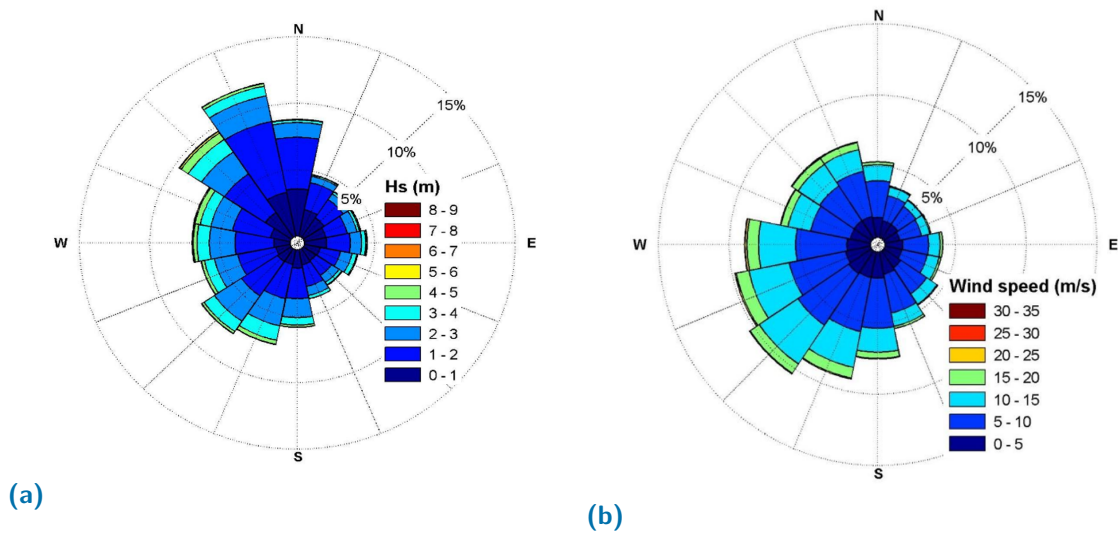 N
15%
10%
5%
W
E
S
Hs (m)
8 - 9
7 - 8
6 - 7
5 - 6
4 - 5
3 - 4
2 - 3
1 - 2
0 - 1
(a)
N
15%
10%
5%
W
E
S
Wind speed (m/s)
30 - 35
25 - 30
20 - 25
15 - 20
10 - 15
5 - 10
0 - 5
(b)